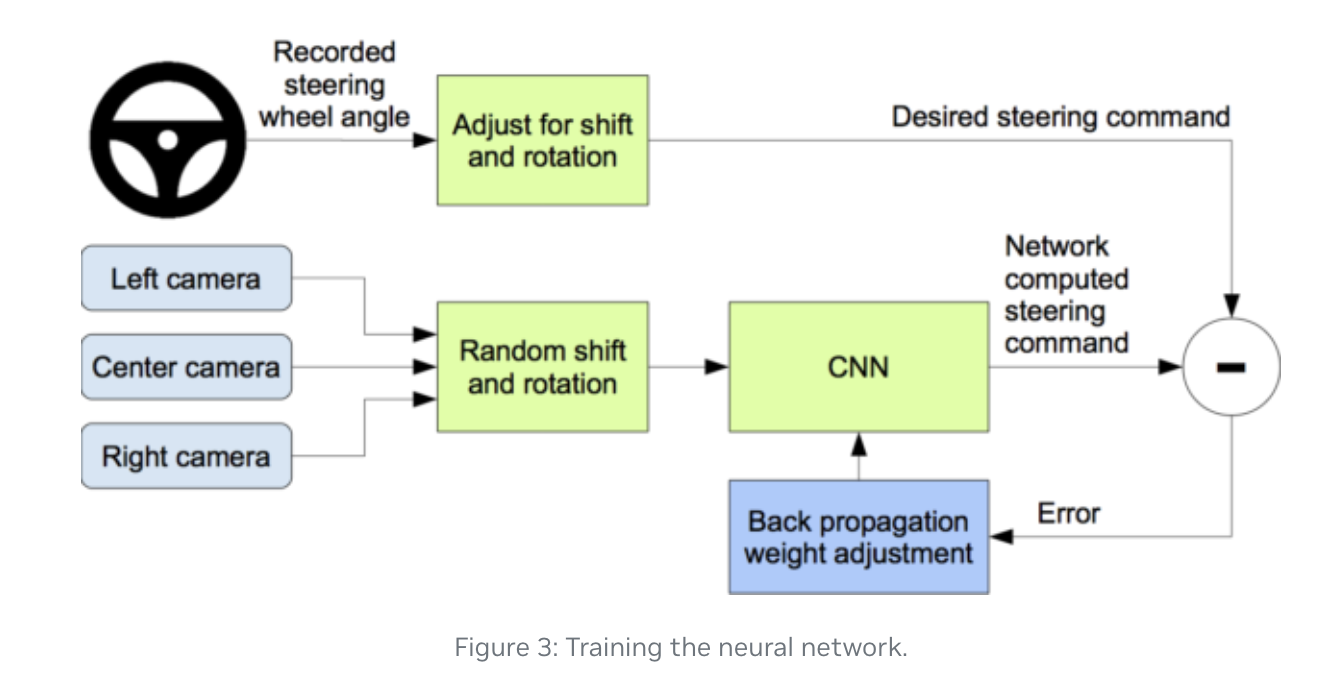 Recorded
steering
wheel angle
Adjust for shift
and rotation
Desired steering command
Left camera
Center camera
Right camera
Random shift
and rotation
CNN
Network
computed
steering
command
-
Back propagation
weight adjustment
Error
Figure 3: Training the neural network.